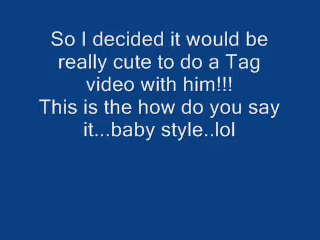 So I decided it would be
really cute to do a Tag
video with him!!!
This is the how do you say
it...baby style..lol